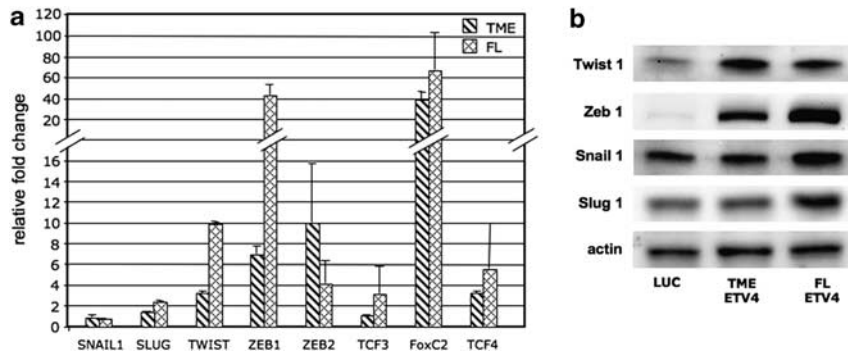 a
relative fold change
120
100
80
60
40
20
16
14
12
10
8
6
4
2
0
TME
FL
SNAIL1 SLUG TWIST ZEB1 ZEB2 TCF3 FoxC2 TCF4
b
Twist 1
Zeb 1
Snail 1
Slug 1
actin
LUC TME FL
ETV4 ETV4